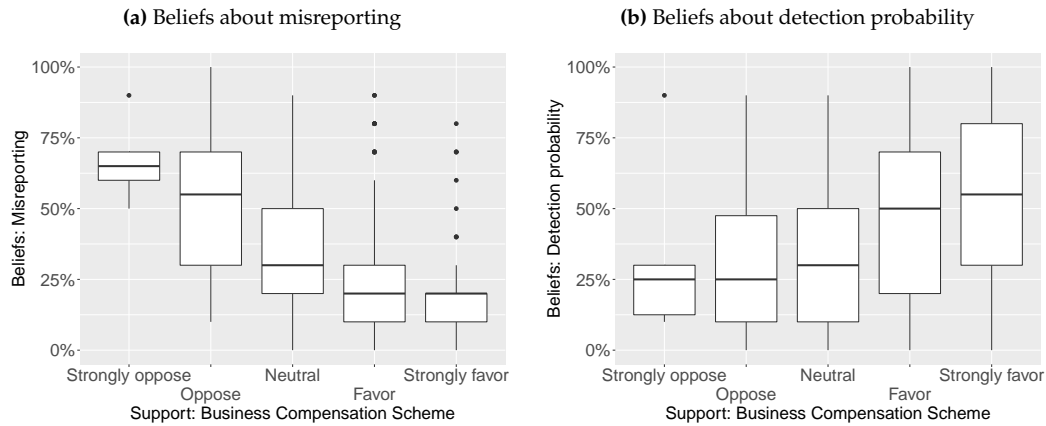 (a) Beliefs about misreporting
100%
75%
50%
25%
0%
Beliefs: Misreporting
Strongly oppose
Oppose
Neutral
Favor
Strongly favor
Support: Business Compensation Scheme
(b) Beliefs about detection probability
100%
75%
50%
25%
0%
Beliefs: Detection probability
Strongly oppose
Oppose
Neutral
Favor
Strongly favor
Support: Business Compensation Scheme